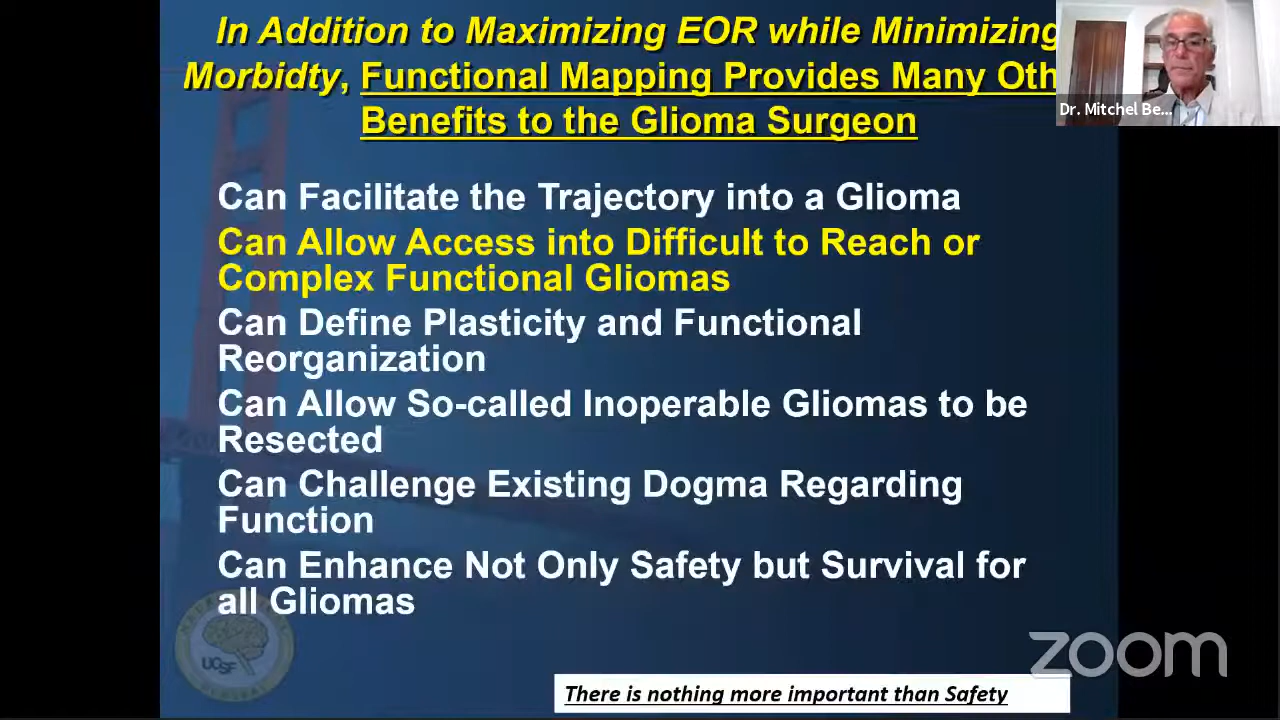 In Addition to Maximizing EOR while Minimizing
Morbidty, Functional Mapping Provides Many Oth
Benefits to the Glioma Surgeon
Dr. Mitchel Be...
Can Facilitate the Trajectory into a Glioma
Can Allow Access into Difficult to Reach or
Complex Functional Gliomas
Can Define Plasticity and Functional
Reorganization
Can Allow So-called Inoperable Gliomas to be
Resected
Can Challenge Existing Dogma Regarding
Function
Can Enhance Not Only Safety but Survival for
all Gliomas
UCSF
zoom
There is nothing more important than Safety